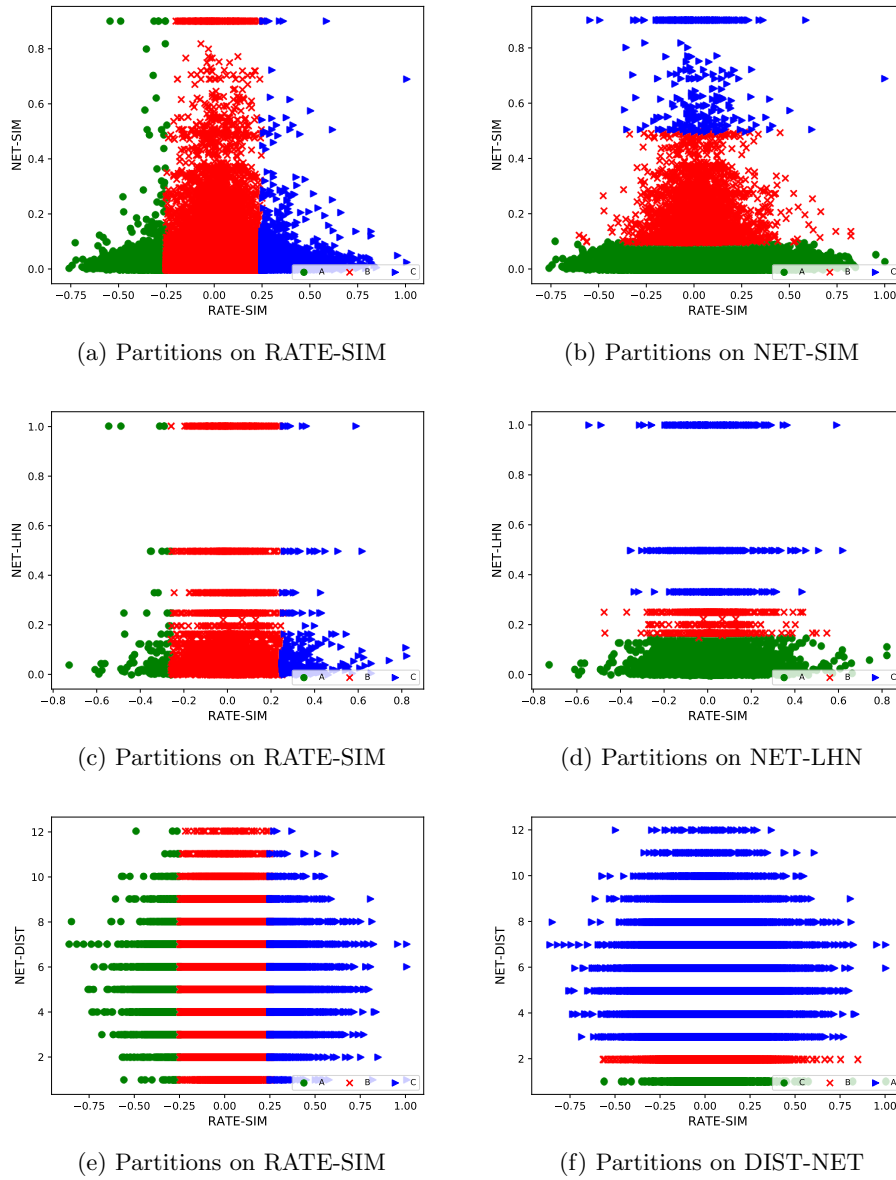 0.8
0.6
0.4
0.2
0.0
NET-SIM
−0.75 −0.50 −0.25 0.00 0.25 0.50 0.75 1.00
RATE-SIM
A B C
(a) Partitions on RATE-SIM
0.8
0.6
0.4
0.2
0.0
NET-SIM
−0.75 −0.50 −0.25 0.00 0.25 0.50 0.75 1.00
RATE-SIM
A B C
(b) Partitions on NET-SIM
1.0
0.8
0.6
0.4
0.2
0.0
NET-LHN
−0.8 −0.6 −0.4 −0.2 0.0 0.2 0.4 0.6 0.8
RATE-SIM
A B C
(c) Partitions on RATE-SIM
1.0
0.8
0.6
0.4
0.2
0.0
NET-LHN
−0.8 −0.6 −0.4 −0.2 0.0 0.2 0.4 0.6 0.8
RATE-SIM
A B C
(d) Partitions on NET-LHN
12
10
8
6
4
2
NET-DIST
−0.75 −0.50 −0.25 0.00 0.25 0.50 0.75 1.00
RATE-SIM
A B C
(e) Partitions on RATE-SIM
12
10
8
6
4
2
NET-DIST
−0.75 −0.50 −0.25 0.00 0.25 0.50 0.75 1.00
RATE-SIM
C B A
(f) Partitions on DIST-NET